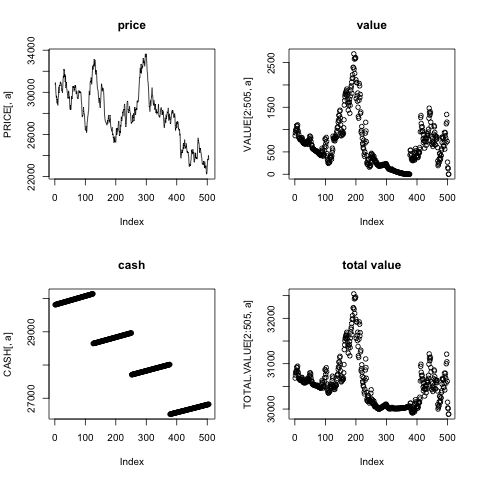 price
PRICE[, a]
34000
30000
26000
22000
0 100 200 300 400 500
Index
value
VALUE[2:505, a]
2500
1500
500
0
0 100 200 300 400 500
Index
cash
CASH[, a]
29000
27000
0 100 200 300 400 500
Index
total value
TOTAL.VALUE[2:505, a]
32000
31000
30000
0 100 200 300 400 500
Index